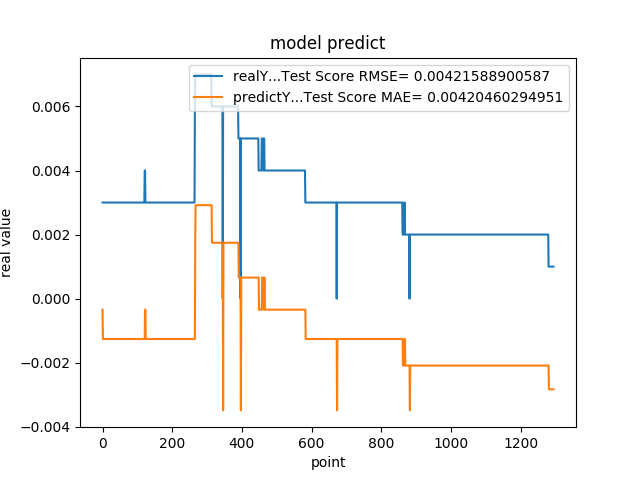 model predict
realY...Test Score RMSE= 0.00421588900587
predictY...Test Score MAE= 0.00420460294951
0.006
0.004
0.002
0.000
−0.002
−0.004
real value
0 200 400 600 800 1000 1200
point